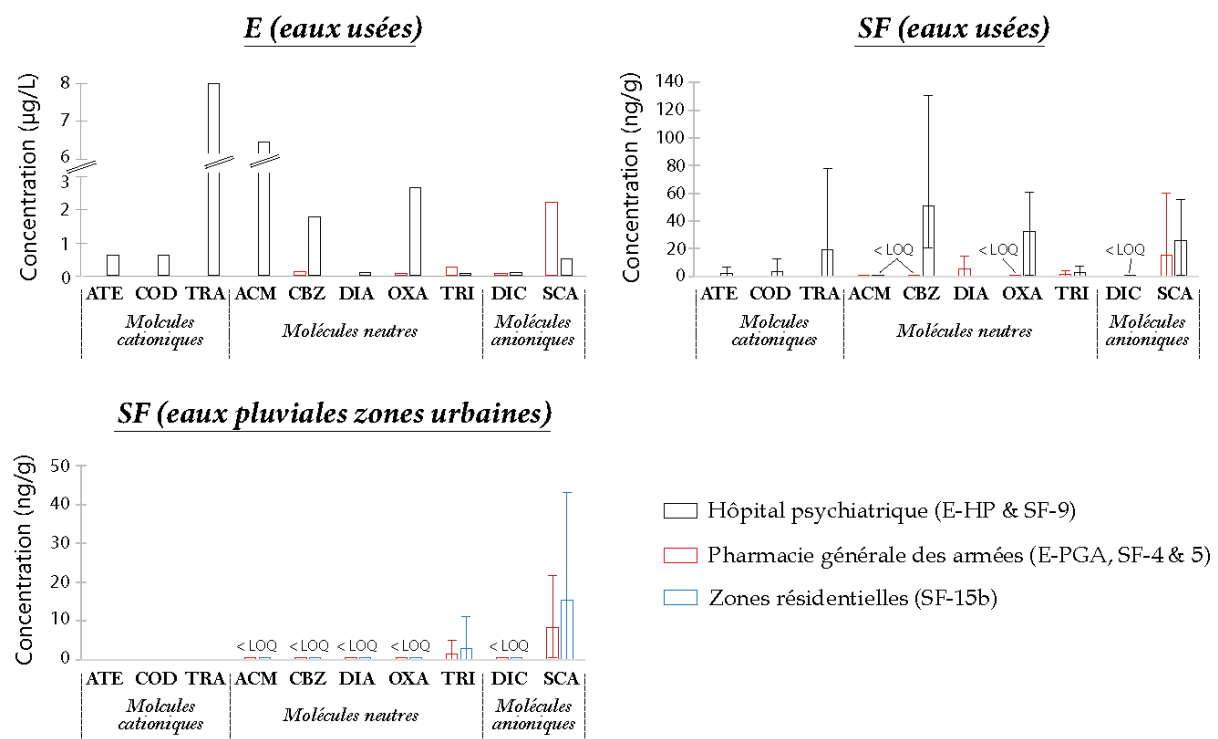 E (eaux usées)
Concentration (µg/L)
8
7
6
3
2
1
0
ATE COD TRA ACM CBZ DIA OXA TRI DIC SCA
Molcules cationiques
Molécules neutres
Molécules anioniques
SF (eaux usées)
Concentration (ng/g)
140
120
100
80
60
40
20
0
< LOQ < LOQ < LOQ
ATE COD TRA ACM CBZ DIA OXA TRI DIC SCA
Molcules cationiques
Molécules neutres
Molécules anioniques
SF (eaux pluviales zones urbaines)
Concentration (ng/g)
50
40
30
20
10
0
< LOQ < LOQ < LOQ < LOQ < LOQ
ATE COD TRA ACM CBZ DIA OXA TRI DIC SCA
Molcules cationiques
Molécules neutres
Molécules anioniques
Hôpital psychiatrique (E-HP & SF-9)
Pharmacie générale des armées (E-PGA, SF-4 & 5)
Zones résidentielles (SF-15b)